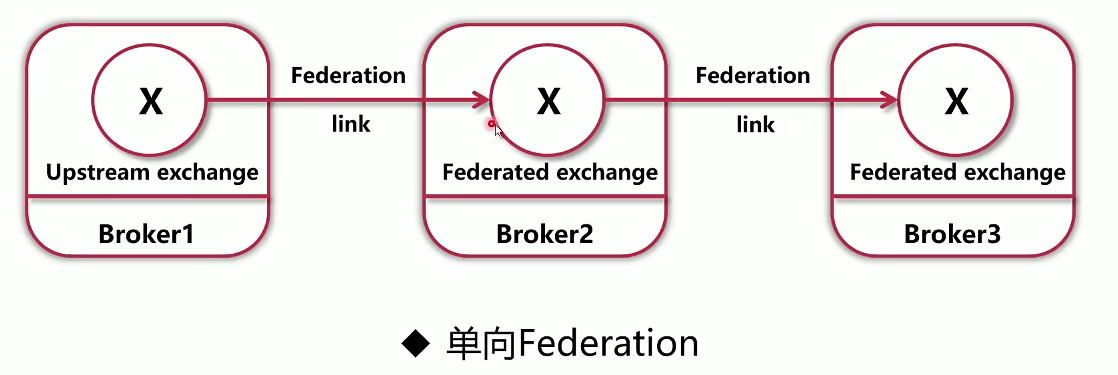 X
Upstream exchange
Broker1
Federation
link
X
Federated exchange
Broker2
Federation
link
X
Federated exchange
Broker3
◆ 单向Federation